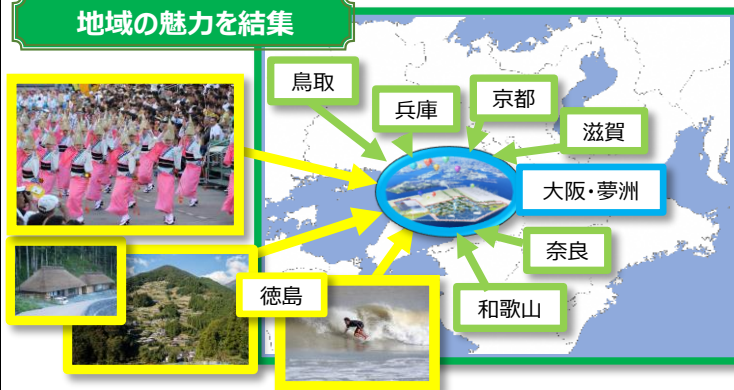 地域の魅力を結集
鳥取
兵庫
京都
滋賀
大阪・夢洲
奈良
徳島
和歌山